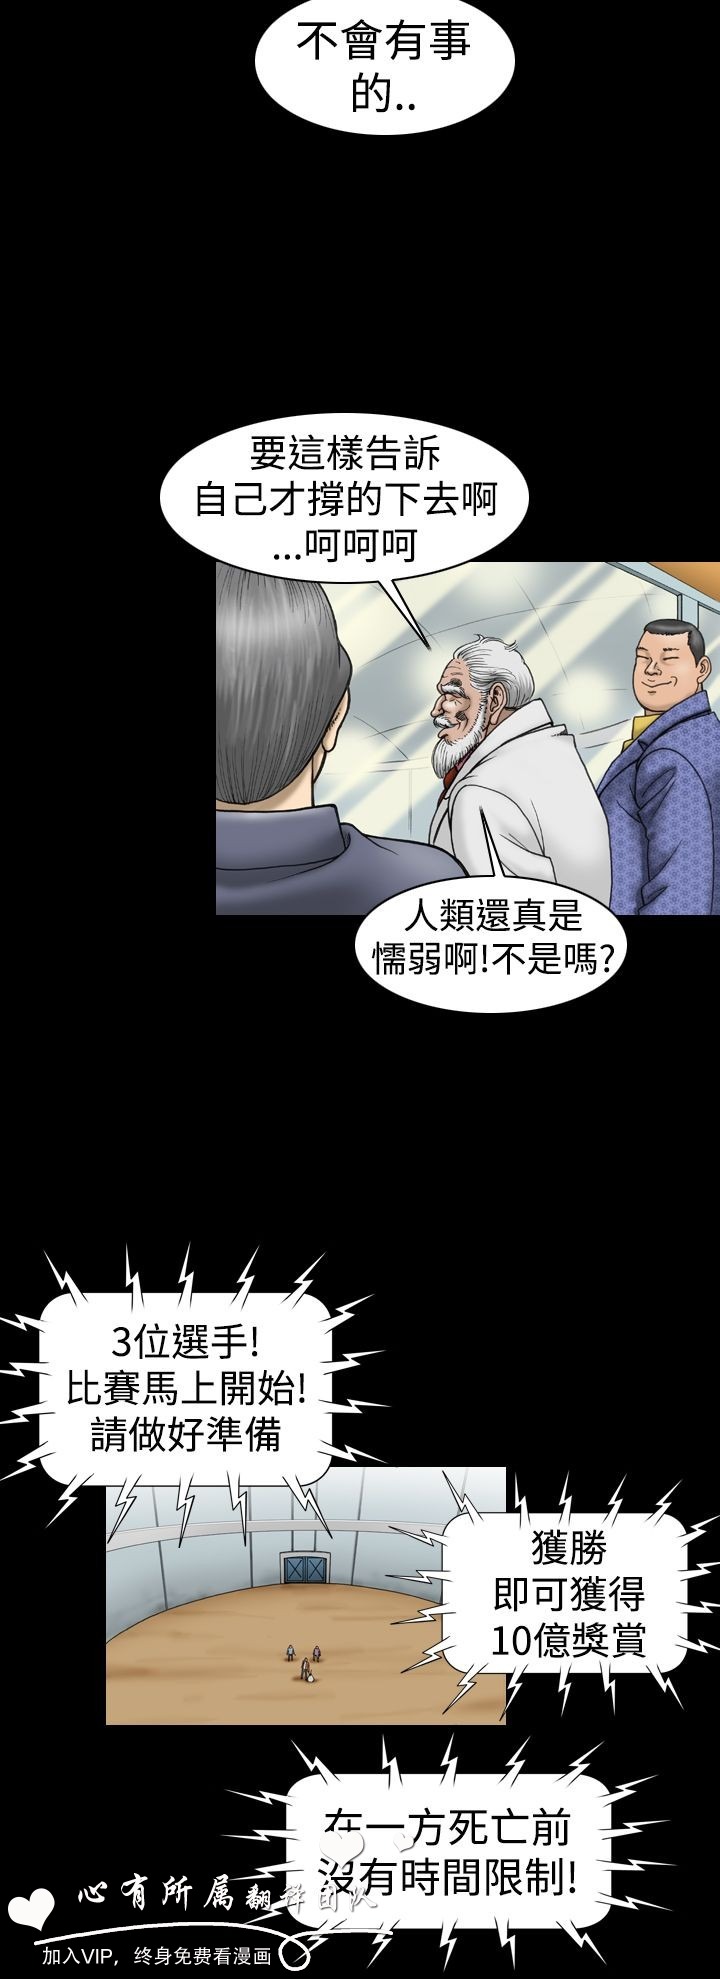 不會有事
的..
要這樣告訴
自己才撐的下去啊
...呵呵呵
人類還真是
懦弱啊!不是嗎?
3位選手!
比賽馬上開始!
請做好準備
獲勝
即可獲得
10億獎賞
在一方死亡前
沒有時間限制!
心有所属翻译团队
加入VIP，终身免费看漫画